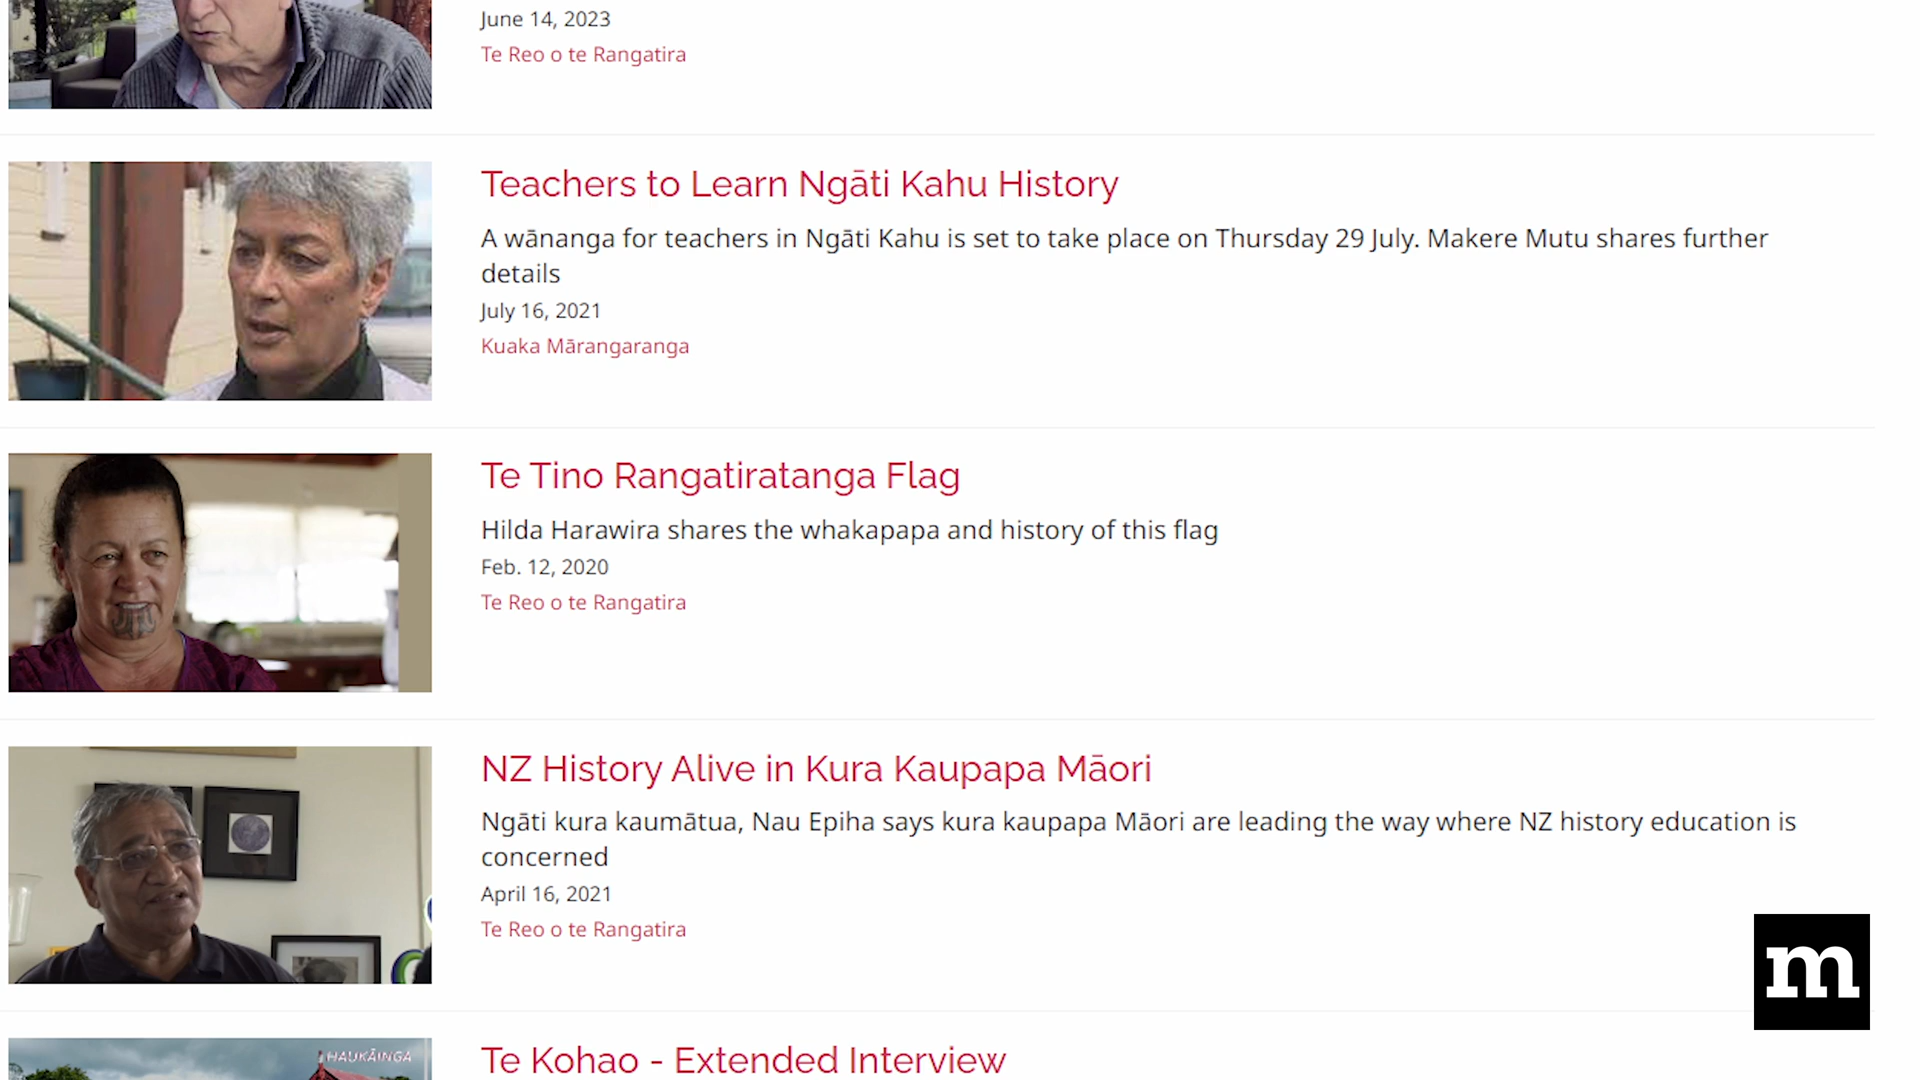 June 14, 2023
Te Reo o te Rangatira
Teachers to Learn Ngāti Kahu History
A wānanga for teachers in Ngāti Kahu is set to take place on Thursday 29 July. Makere Mutu shares further
details
July 16, 2021
Kuaka Mārangaranga
Te Tino Rangatiratanga Flag
Hilda Harawira shares the whakapapa and history of this flag
Feb. 12, 2020
Te Reo o te Rangatira
NZ History Alive in Kura Kaupapa Māori
Ngāti kura kaumātua, Nau Epiha says kura kaupapa Māori are leading the way where NZ history education is
concerned
April 16, 2021
Te Reo o te Rangatira
m
HAUKĀINGA
Te Kohao - Extended Interview